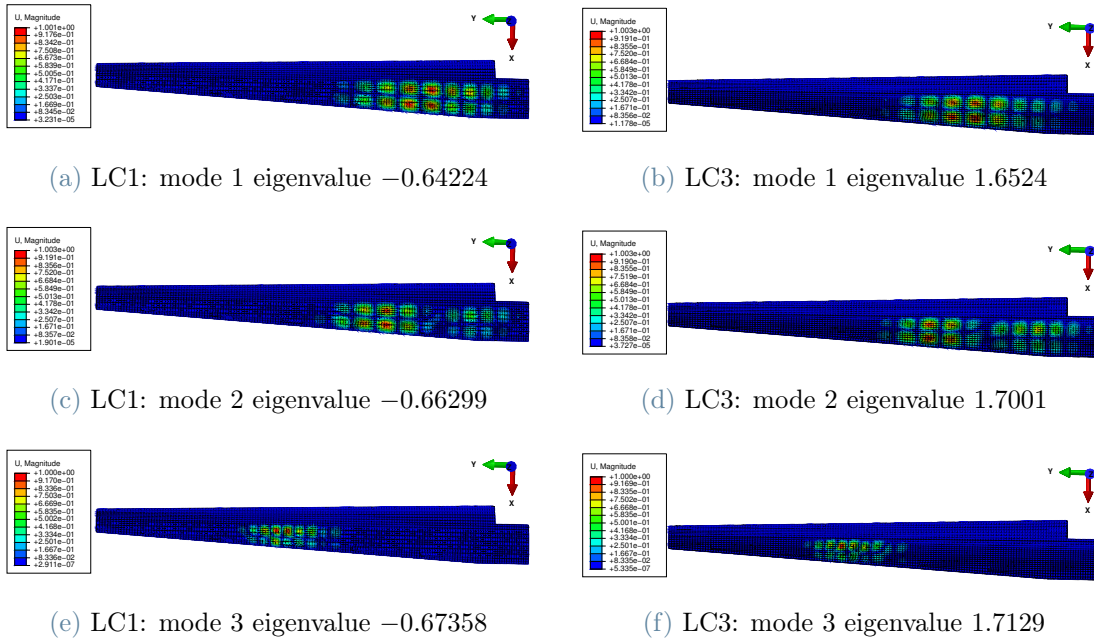 U, Magnitude
+1.001e+00
+9.176e-01
+8.342e-01
+7.508e-01
+6.673e-01
+5.839e-01
+5.005e-01
+4.171e-01
+3.337e-01
+2.503e-01
+1.669e-01
+8.345e-02
+3.231e-05
Y
X
(a) LC1: mode 1 eigenvalue −0.64224
U, Magnitude
+1.003e+00
+9.191e-01
+8.355e-01
+7.520e-01
+6.684e-01
+5.849e-01
+5.013e-01
+4.178e-01
+3.342e-01
+2.507e-01
+1.671e-01
+8.356e-02
+1.178e-05
Y
X
(b) LC3: mode 1 eigenvalue 1.6524
U, Magnitude
+1.003e+00
+9.191e-01
+8.356e-01
+7.520e-01
+6.684e-01
+5.849e-01
+5.013e-01
+4.178e-01
+3.342e-01
+2.507e-01
+1.671e-01
+8.357e-02
+1.901e-05
Y
X
(c) LC1: mode 2 eigenvalue −0.66299
U, Magnitude
+1.003e+00
+9.190e-01
+8.355e-01
+7.519e-01
+6.684e-01
+5.849e-01
+5.013e-01
+4.178e-01
+3.342e-01
+2.507e-01
+1.671e-01
+8.358e-02
+3.727e-05
Y
X
(d) LC3: mode 2 eigenvalue 1.7001
U, Magnitude
+1.000e+00
+9.170e-01
+8.336e-01
+7.503e-01
+6.669e-01
+5.835e-01
+5.002e-01
+4.168e-01
+3.334e-01
+2.501e-01
+1.667e-01
+8.336e-02
+2.911e-07
Y
X
(e) LC1: mode 3 eigenvalue −0.67358
U, Magnitude
+1.000e+00
+9.169e-01
+8.335e-01
+7.502e-01
+6.668e-01
+5.835e-01
+5.001e-01
+4.168e-01
+3.334e-01
+2.501e-01
+1.667e-01
+8.335e-02
+5.335e-07
Y
X
(f) LC3: mode 3 eigenvalue 1.7129